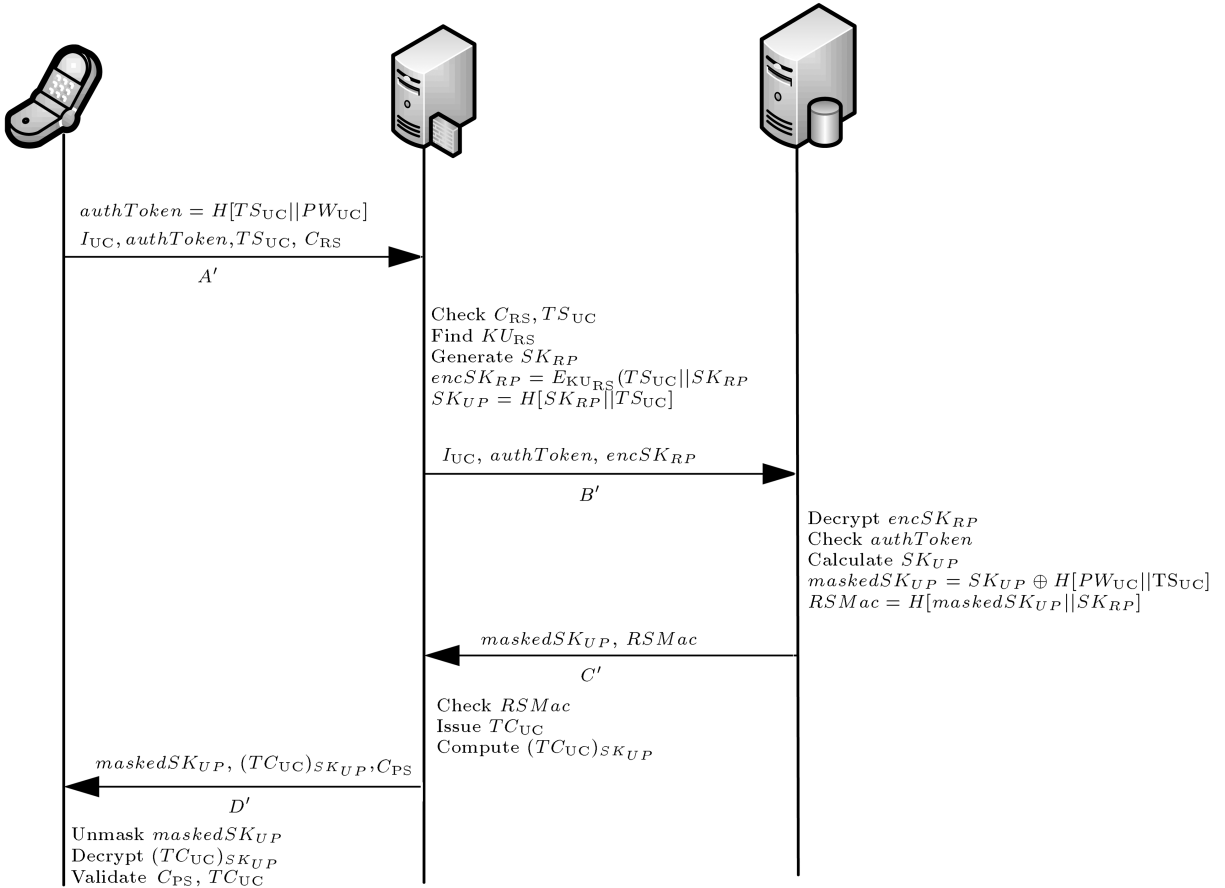 authToken = H[TS_UC||PW_UC]
I_UC, authToken,TS_UC, C_RS
A′
Check C_RS, TS_UC
Find KU_RS
Generate SK_RP
encSK_RP = E_KU_RS(TS_UC||SK_RP
SK_UP = H[SK_RP||TS_UC]
I_UC, authToken, encSK_RP
B′
Decrypt encSK_RP
Check authToken
Calculate SK_UP
maskedSK_UP = SK_UP ⊕ H[PW_UC||TS_UC]
RSMac = H[maskedSK_UP||SK_RP]
maskedSK_UP, RSMac
C′
Check RSMac
Issue TC_UC
Compute (TC_UC)_SK_UP
maskedSK_UP, (TC_UC)_SK_UP,C_PS
D′
Unmask maskedSK_UP
Decrypt (TC_UC)_SK_UP
Validate C_PS, TC_UC